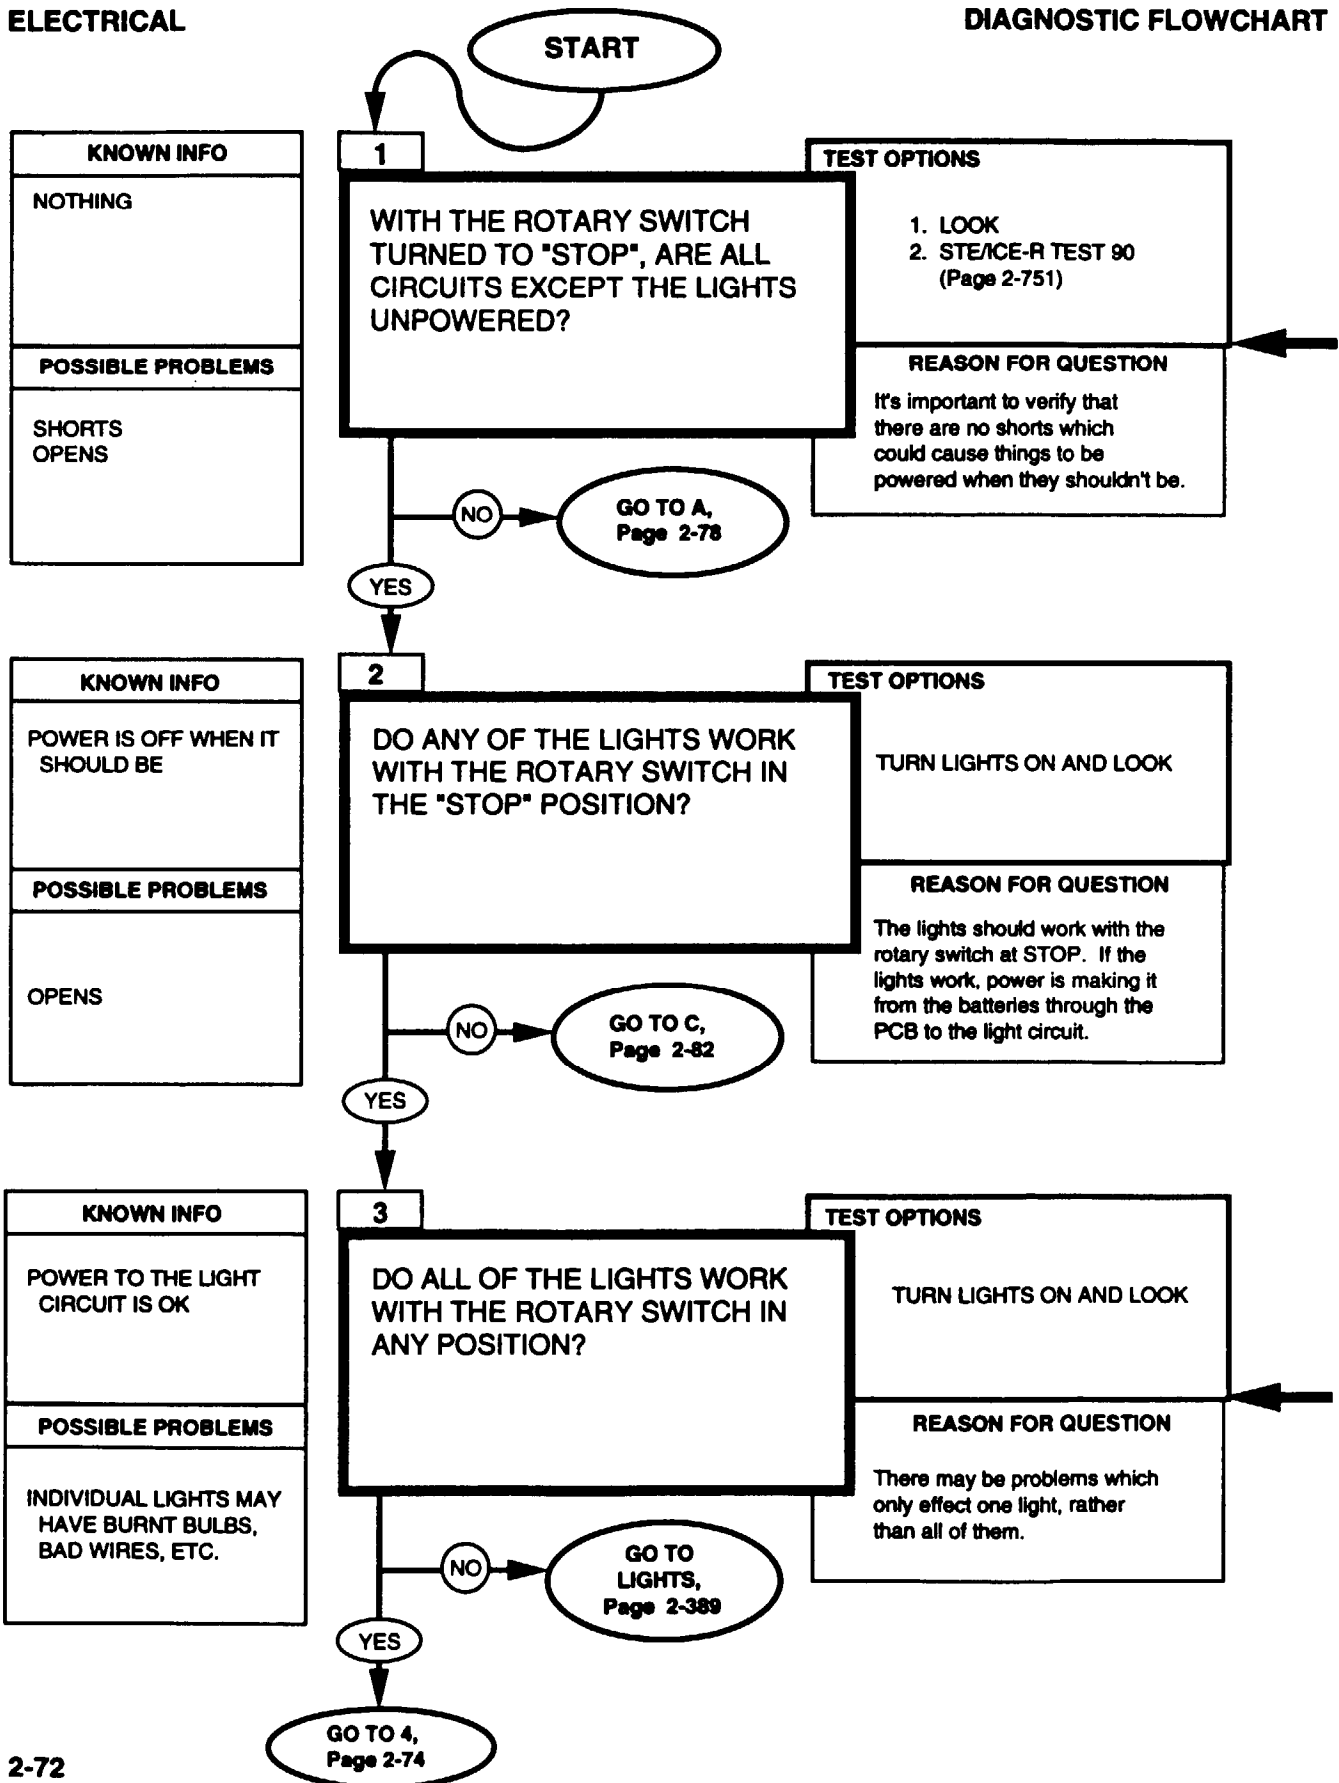 ELECTRICAL
DIAGNOSTIC FLOWCHART
START
KNOWN INFO
NOTHING
POSSIBLE PROBLEMS
SHORTS
OPENS
1
WITH THE ROTARY SWITCH
TURNED TO "STOP", ARE ALL
CIRCUITS EXCEPT THE LIGHTS
UNPOWERED?
TEST OPTIONS
1. LOOK
2. STE/ICE-R TEST 90
(Page 2-751)
REASON FOR QUESTION
It's important to verify that
there are no shorts which
could cause things to be
powered when they shouldn't be.
NO
GO TO A,
Page 2-78
YES
KNOWN INFO
POWER IS OFF WHEN IT
SHOULD BE
POSSIBLE PROBLEMS
OPENS
2
DO ANY OF THE LIGHTS WORK
WITH THE ROTARY SWITCH IN
THE "STOP" POSITION?
TEST OPTIONS
TURN LIGHTS ON AND LOOK
REASON FOR QUESTION
The lights should work with the
rotary switch at STOP. If the
lights work, power is making it
from the batteries through the
PCB to the light circuit.
NO
GO TO C,
Page 2-82
YES
KNOWN INFO
POWER TO THE LIGHT
CIRCUIT IS OK
POSSIBLE PROBLEMS
INDIVIDUAL LIGHTS MAY
HAVE BURNT BULBS,
BAD WIRES, ETC.
3
DO ALL OF THE LIGHTS WORK
WITH THE ROTARY SWITCH IN
ANY POSITION?
TEST OPTIONS
TURN LIGHTS ON AND LOOK
REASON FOR QUESTION
There may be problems which
only effect one light, rather
than all of them.
NO
GO TO
LIGHTS,
Page 2-389
YES
GO TO 4,
Page 2-74
2-72